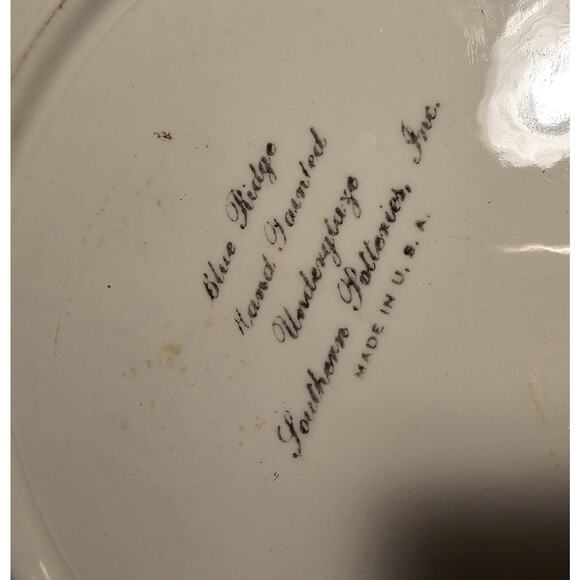 Blue Ridge
Hand Painted
Underglaze
Southern Potteries, Inc.
MADE IN U. S. A.